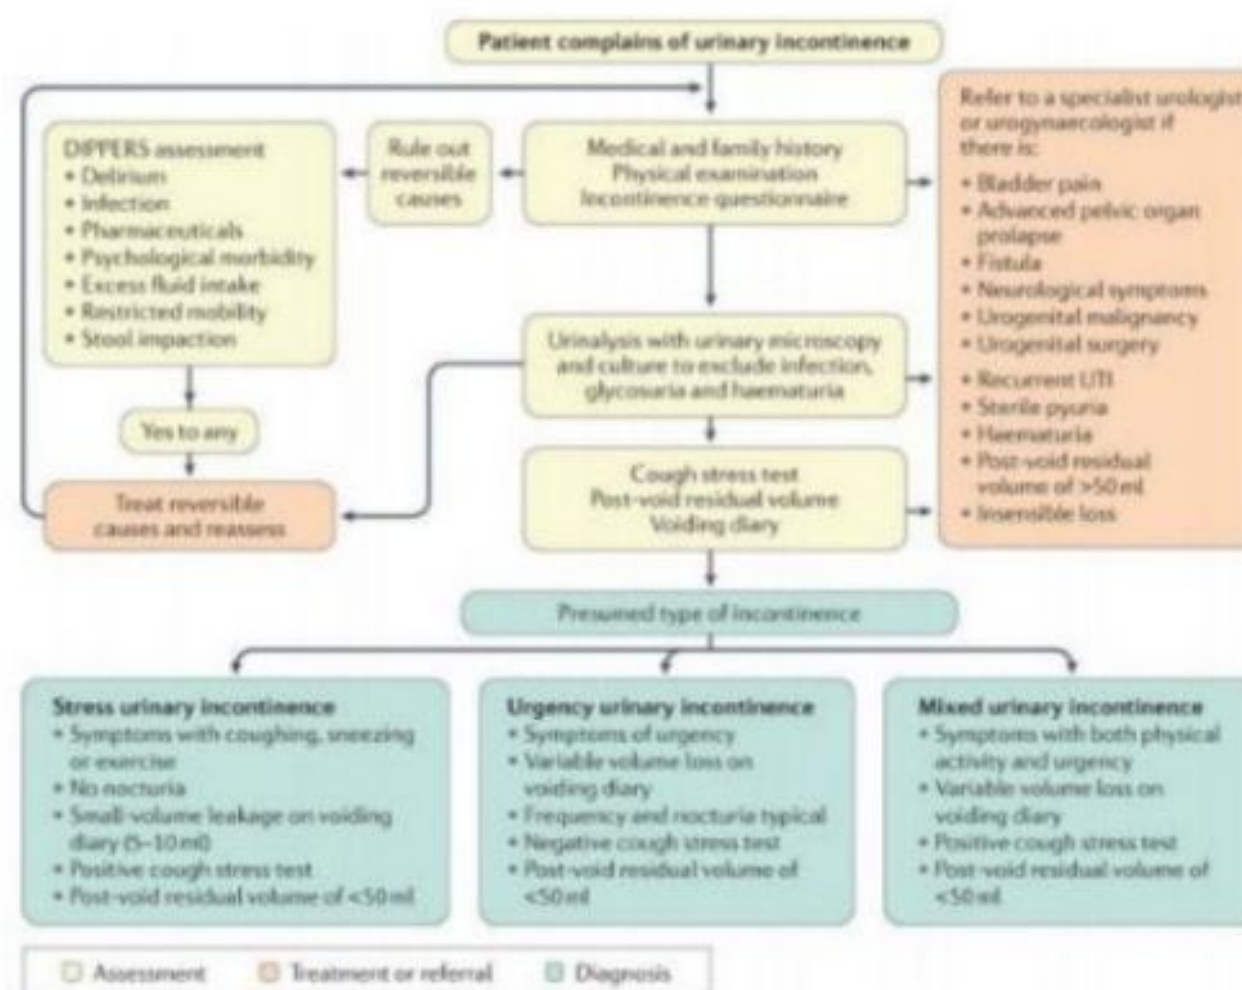 Patient complains of urinary incontinence
DIPPERS assessment
• Delirium
• Infection
• Pharmaceuticals
• Psychological morbidity
• Excess fluid intake
• Restricted mobility
• Stool impaction
Rule out
reversible
causes
Medical and family history
Physical examination
Incontinence questionnaire
Refer to a specialist urologist
or urogynaecologist if
there is:
• Bladder pain
• Advanced pelvic organ
prolapse
• Fistula
• Neurological symptoms
• Urogenital malignancy
• Urogenital surgery
• Recurrent UTI
• Sterile pyuria
• Haematuria
• Post-void residual
volume of >50 ml
• Insensible loss
Urinalysis with urinary microscopy
and culture to exclude infection,
glycosuria and haematuria
Yes to any
Treat reversible
causes and reassess
Cough stress test
Post-void residual volume
Voiding diary
Presumed type of incontinence
Stress urinary incontinence
• Symptoms with coughing, sneezing
or exercise
• No nocturia
• Small-volume leakage on voiding
diary (5–10 ml)
• Positive cough stress test
• Post-void residual volume of <50 ml
Urgency urinary incontinence
• Symptoms of urgency
• Variable volume loss on
voiding diary
• Frequency and nocturia typical
• Negative cough stress test
• Post-void residual volume of
<50 ml
Mixed urinary incontinence
• Symptoms with both physical
activity and urgency
• Variable volume loss on
voiding diary
• Positive cough stress test
• Post-void residual volume of
<50 ml
Assessment
Treatment or referral
Diagnosis